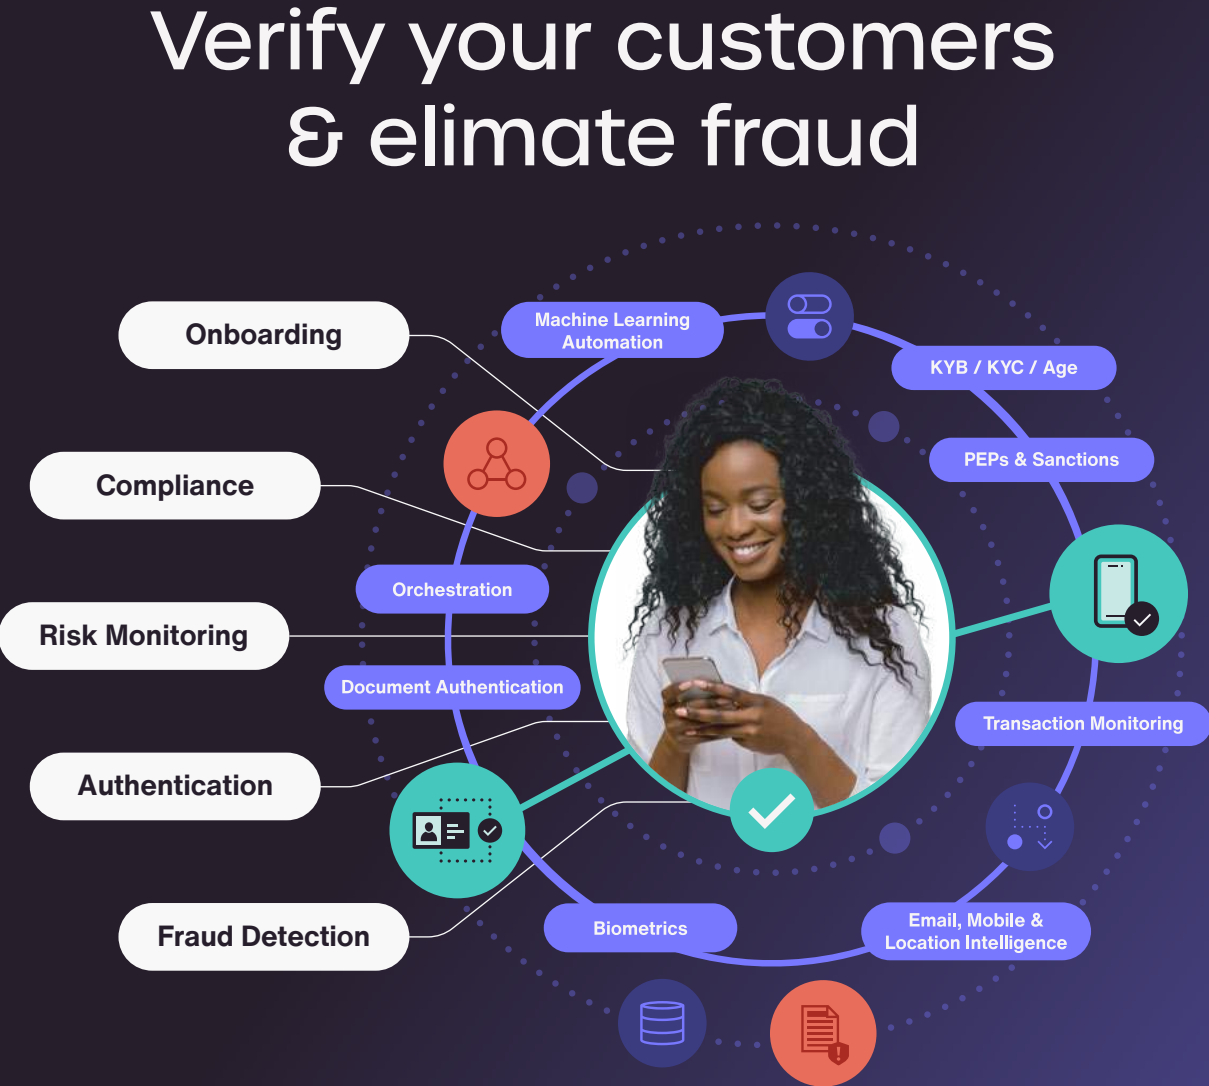 Verify your customers
& elimate fraud
Onboarding
Compliance
Risk Monitoring
Authentication
Fraud Detection
Machine Learning
Automation
KYB / KYC / Age
PEPs & Sanctions
Orchestration
Document Authentication
Transaction Monitoring
Biometrics
Email, Mobile &
Location Intelligence